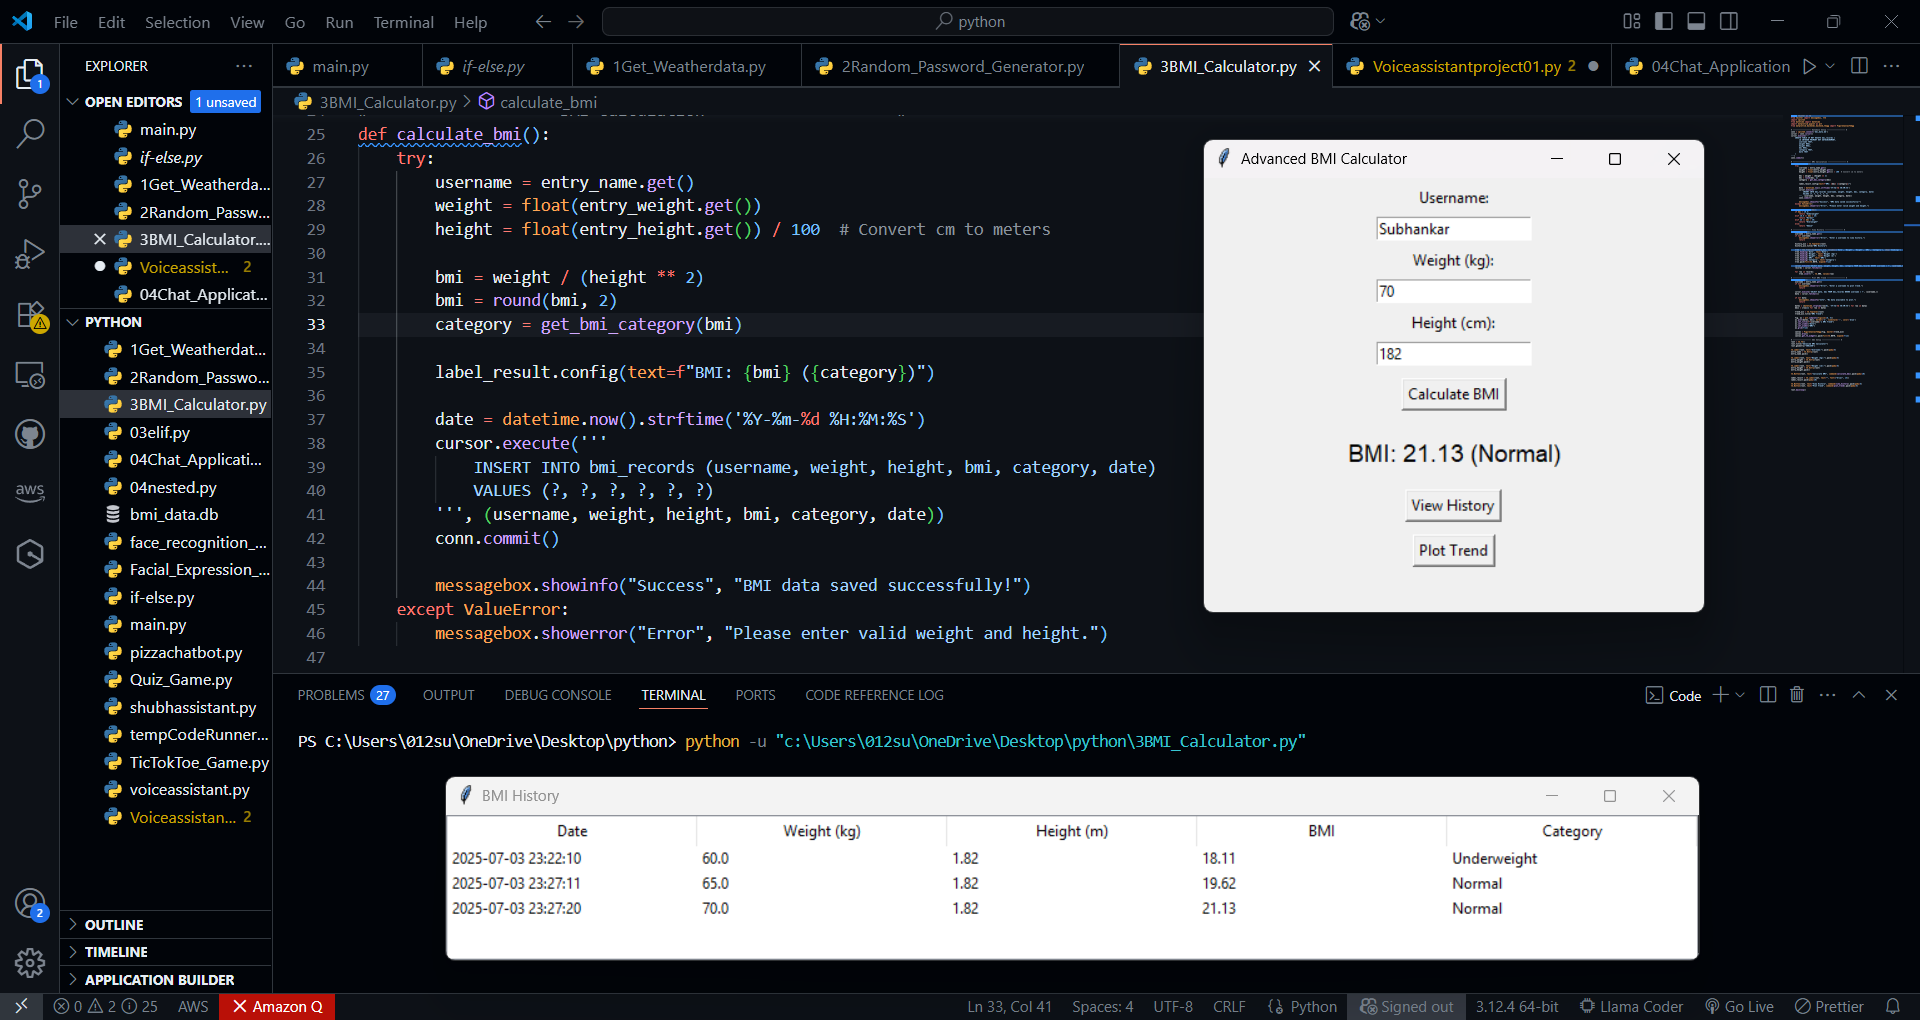 File Edit Selection View Go Run Terminal Help
python
EXPLORER
OPEN EDITORS 1 unsaved
main.py
if-else.py
1Get_Weatherda...
2Random_Passw...
3BMI_Calculator....
Voiceassist... 2
04Chat_Applicat...
PYTHON
1Get_Weatherdat...
2Random_Passwo...
3BMI_Calculator.py
03elif.py
04Chat_Applicati...
04nested.py
bmi_data.db
face_recognition_...
Facial_Expression_...
if-else.py
main.py
pizzachatbot.py
Quiz_Game.py
shubhassistant.py
tempCodeRunner...
TicTokToe_Game.py
voiceassistant.py
Voiceassistan... 2
OUTLINE
TIMELINE
APPLICATION BUILDER
1
aws
2
main.py if-else.py 1Get_Weatherdata.py 2Random_Password_Generator.py 3BMI_Calculator.py Voiceassistantproject01.py 2 04Chat_Application
3BMI_Calculator.py > calculate_bmi
25 def calculate_bmi():
26 try:
27 username = entry_name.get()
28 weight = float(entry_weight.get())
29 height = float(entry_height.get()) / 100 # Convert cm to meters
30
31 bmi = weight / (height ** 2)
32 bmi = round(bmi, 2)
33 category = get_bmi_category(bmi)
34
35 label_result.config(text=f"BMI: {bmi} ({category})")
36
37 date = datetime.now().strftime('%Y-%m-%d %H:%M:%S')
38 cursor.execute('''
39 INSERT INTO bmi_records (username, weight, height, bmi, category, date)
40 VALUES (?, ?, ?, ?, ?, ?)
41 ''', (username, weight, height, bmi, category, date))
42 conn.commit()
43
44 messagebox.showinfo("Success", "BMI data saved successfully!")
45 except ValueError:
46 messagebox.showerror("Error", "Please enter valid weight and height.")
47
Advanced BMI Calculator
Username:
Subhankar
Weight (kg):
70
Height (cm):
182
Calculate BMI
BMI: 21.13 (Normal)
View History
Plot Trend
PROBLEMS 27 OUTPUT DEBUG CONSOLE TERMINAL PORTS CODE REFERENCE LOG
Code
PS C:\Users\012su\OneDrive\Desktop\python> python -u "c:\Users\012su\OneDrive\Desktop\python\3BMI_Calculator.py"
BMI History
Date Weight (kg) Height (m) BMI Category
2025-07-03 23:22:10 60.0 1.82 18.11 Underweight
2025-07-03 23:27:11 65.0 1.82 19.62 Normal
2025-07-03 23:27:20 70.0 1.82 21.13 Normal
0 2 25 AWS Amazon Q Ln 33, Col 41 Spaces: 4 UTF-8 CRLF Python Signed out 3.12.4 64-bit Llama Coder Go Live Prettier